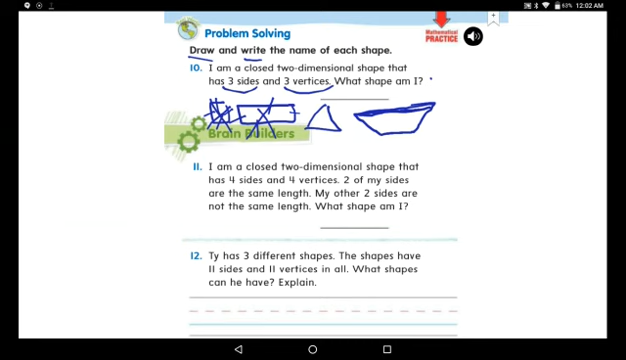 63% 12:02 AM
Problem Solving
Mathematical
PRACTICE
Draw and write the name of each shape.
10. I am a closed two-dimensional shape that
has 3 sides and 3 vertices. What shape am I?
Brain Builders
11. I am a closed two-dimensional shape that
has 4 sides and 4 vertices. 2 of my sides
are the same length. My other 2 sides are
not the same length. What shape am I?
12. Ty has 3 different shapes. The shapes have
11 sides and 11 vertices in all. What shapes
can he have? Explain.